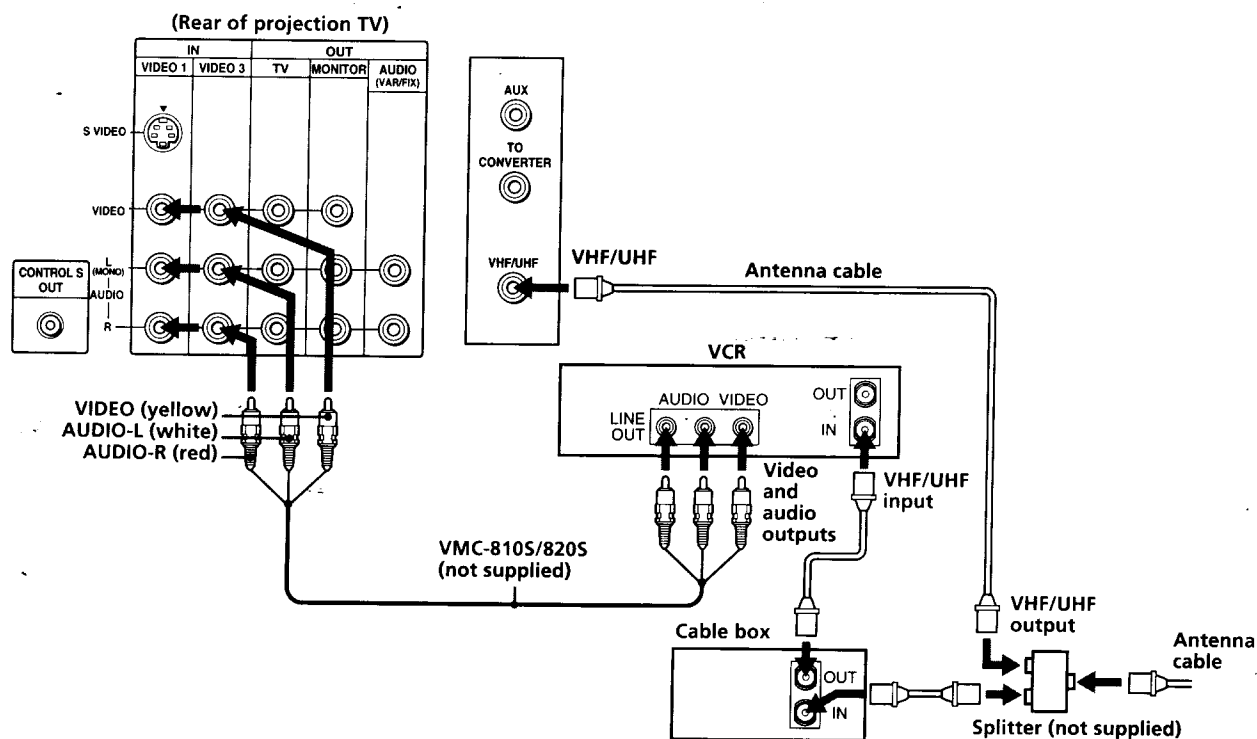 (Rear of projection TV)
IN
OUT
VIDEO 1
VIDEO 3
TV
MONITOR
AUDIO
(VAR/FIX)
S VIDEO
VIDEO
L
(MONO)
AUDIO
R
CONTROL S
OUT
AUX
TO
CONVERTER
VHF/UHF
VHF/UHF
Antenna cable
VCR
AUDIO VIDEO
LINE
OUT
OUT
IN
VIDEO (yellow)
AUDIO-L (white)
AUDIO-R (red)
Video
and
audio
outputs
VHF/UHF
input
VMC-810S/820S
(not supplied)
Cable box
OUT
IN
VHF/UHF
output
Antenna
cable
Splitter (not supplied)